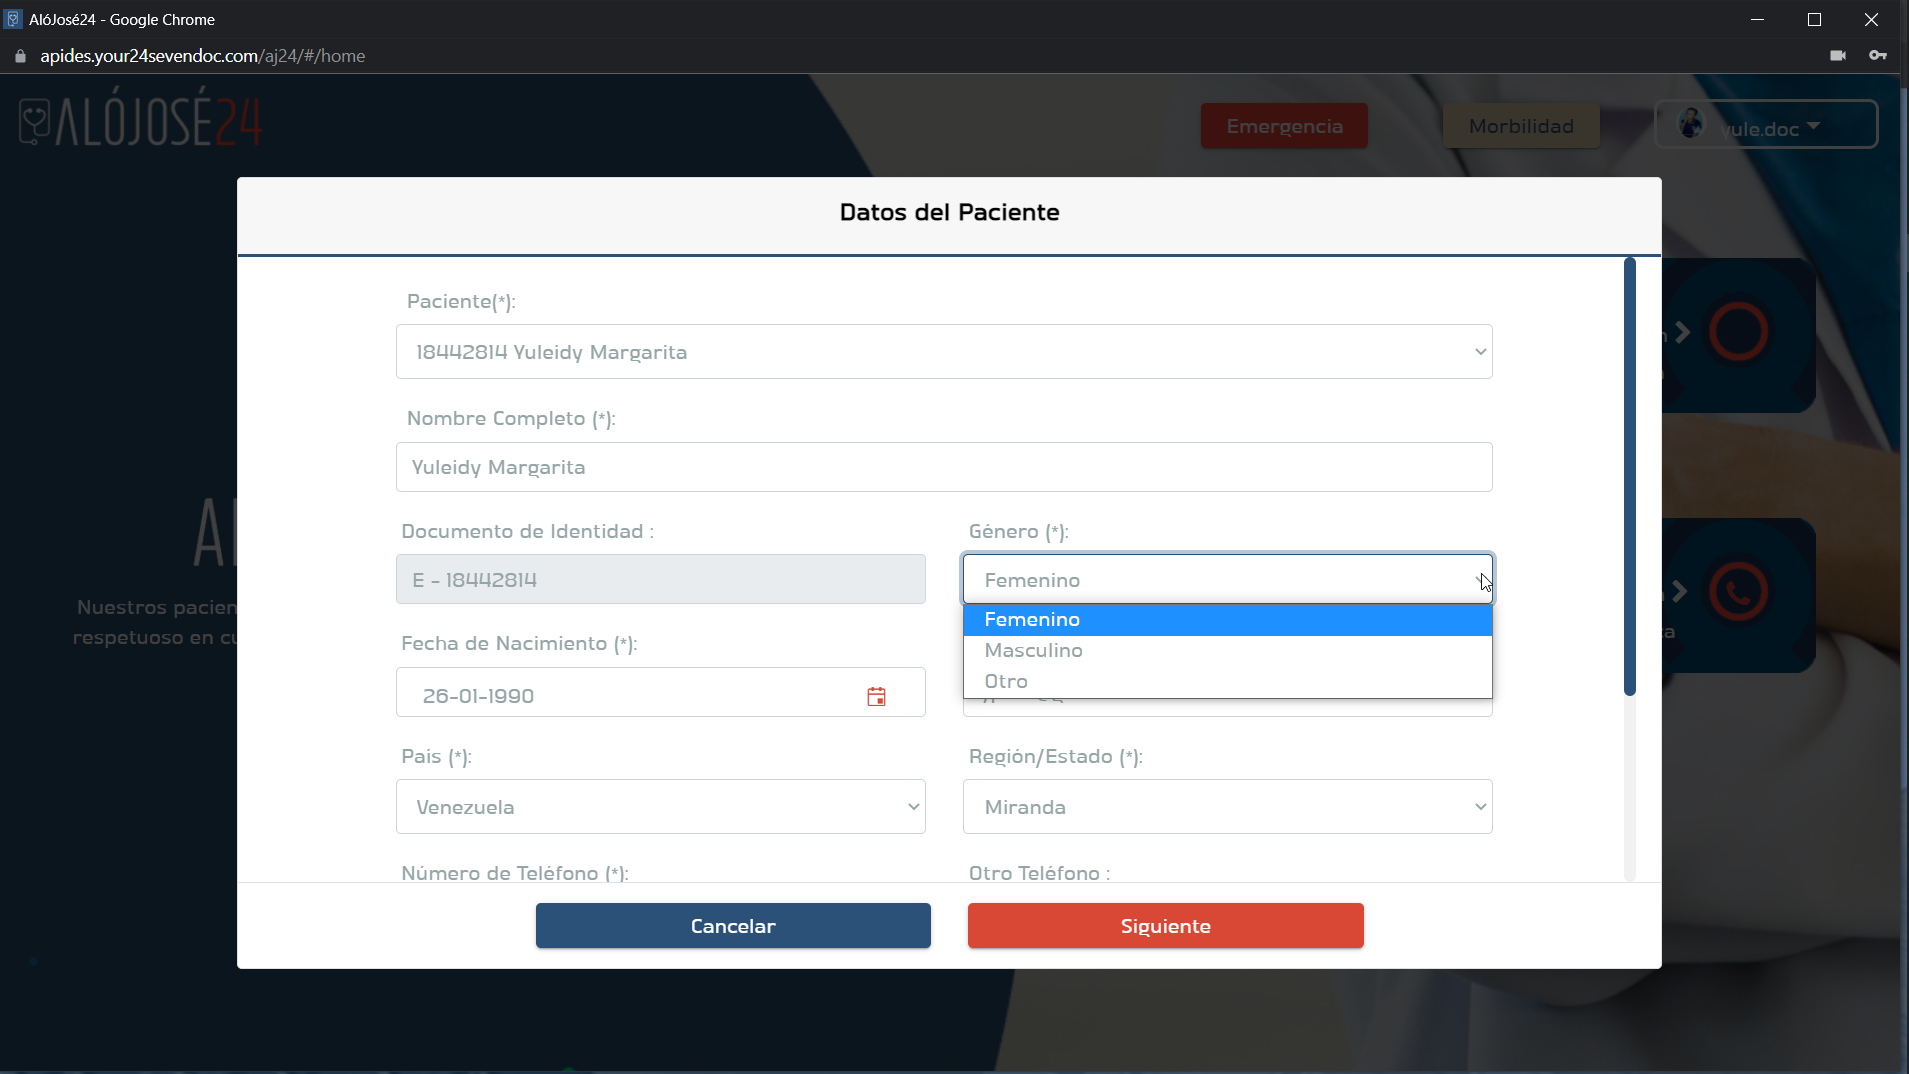 AlóJosé24 - Google Chrome
apides.your24sevendoc.com/aj24/#/home
ALÓJOSÉ24
Emergencia
Morbilidad
yule.doc
Datos del Paciente
Paciente(*):
18442814 Yuleidy Margarita
Nombre Completo (*):
Yuleidy Margarita
Documento de Identidad :
Género (*):
E - 18442814
Femenino
Femenino
Masculino
Otro
Nuestros pacien
respetuoso en cu
Fecha de Nacimiento (*):
26-01-1990
País (*):
Región/Estado (*):
Venezuela
Miranda
Número de Teléfono (*):
Otro Teléfono :
Cancelar
Siguiente